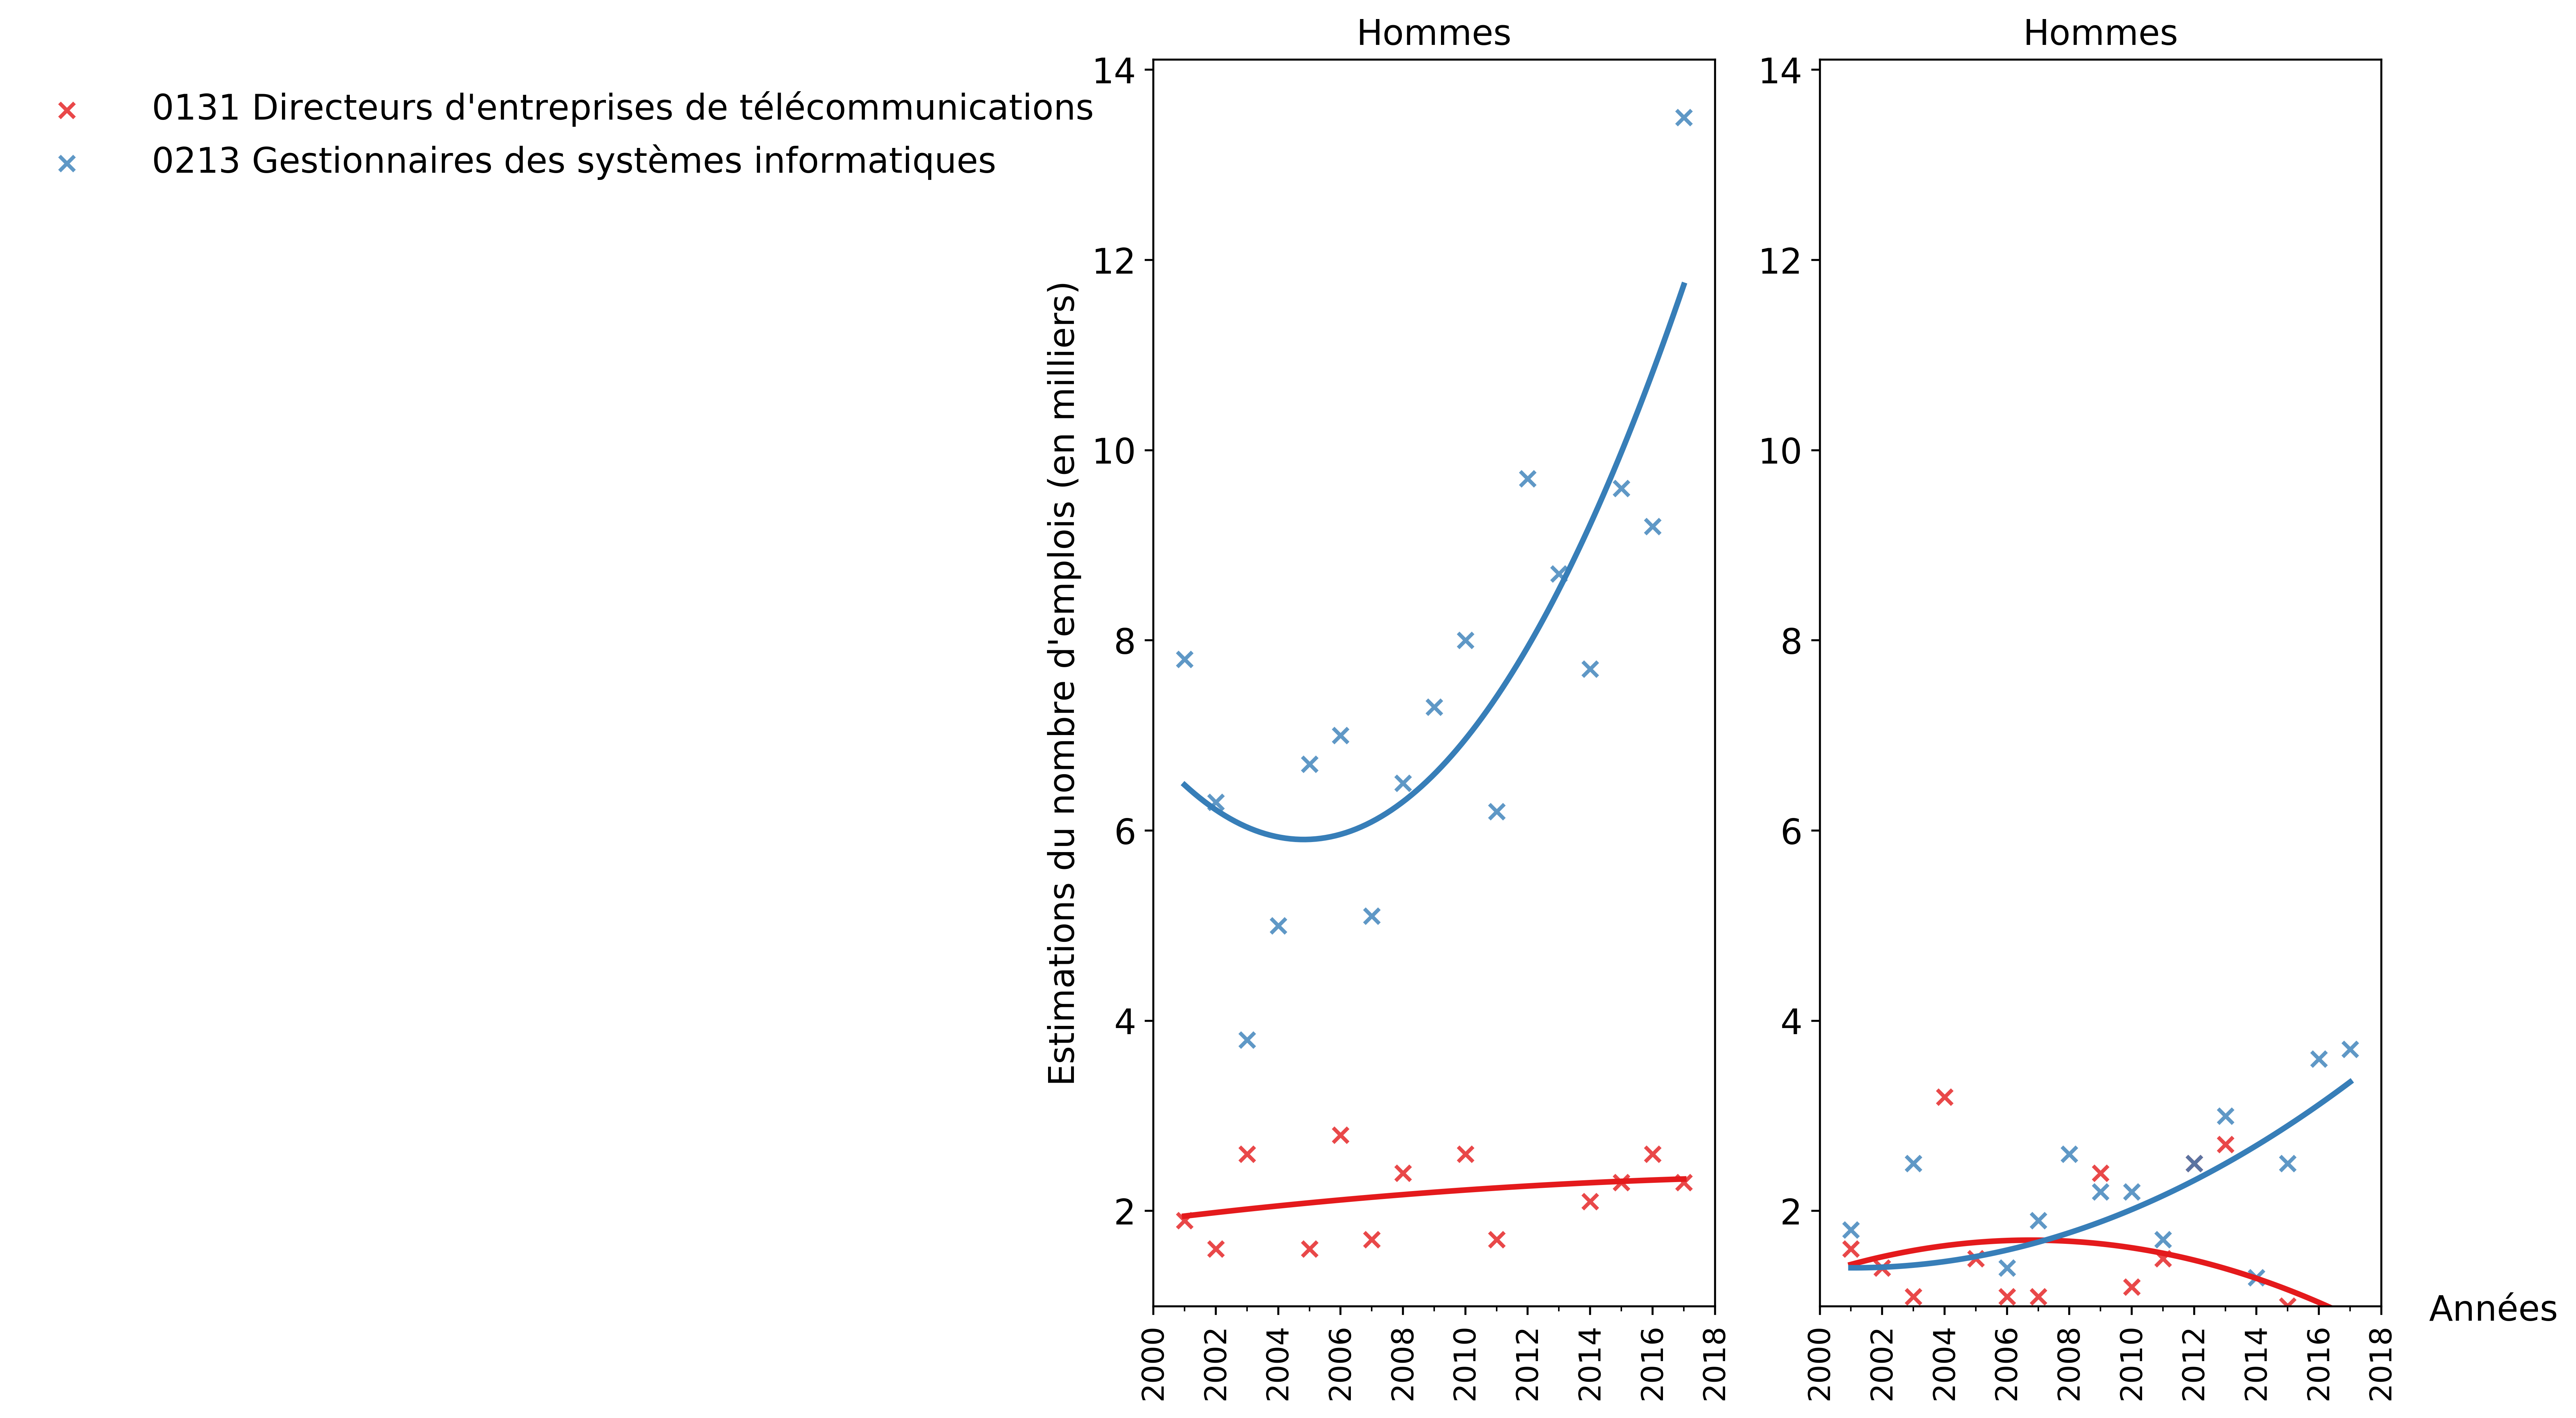 0131 Directeurs d'entreprises de télécommunications
0213 Gestionnaires des systèmes informatiques
Estimations du nombre d'emplois (en milliers)
Hommes
14
12
10
8
6
4
2
2000 2002 2004 2006 2008 2010 2012 2014 2016 2018
Hommes
14
12
10
8
6
4
2
2000 2002 2004 2006 2008 2010 2012 2014 2016 2018
Années